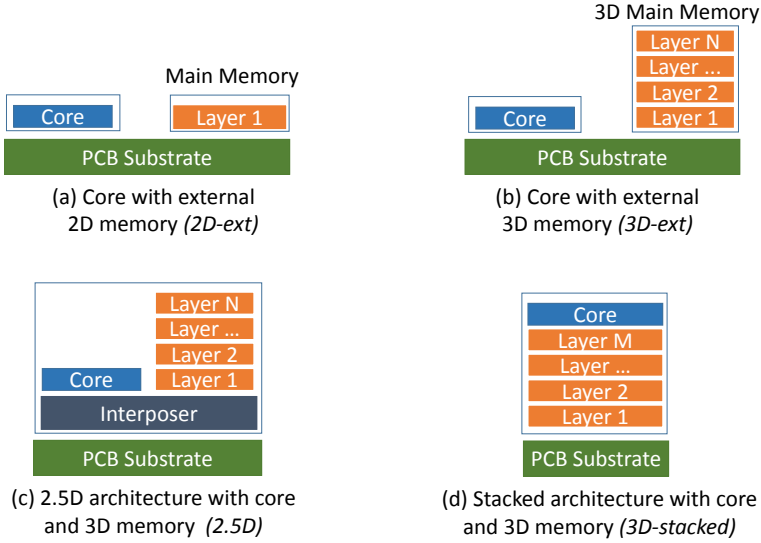 Main Memory
Core
Layer 1
PCB Substrate
(a) Core with external
2D memory (2D-ext)
3D Main Memory
Layer N
Layer ...
Layer 2
Core
Layer 1
PCB Substrate
(b) Core with external
3D memory (3D-ext)
Layer N
Layer ...
Layer 2
Core
Layer 1
Interposer
PCB Substrate
(c) 2.5D architecture with core
and 3D memory (2.5D)
Core
Layer M
Layer ...
Layer 2
Layer 1
PCB Substrate
(d) Stacked architecture with core
and 3D memory (3D-stacked)